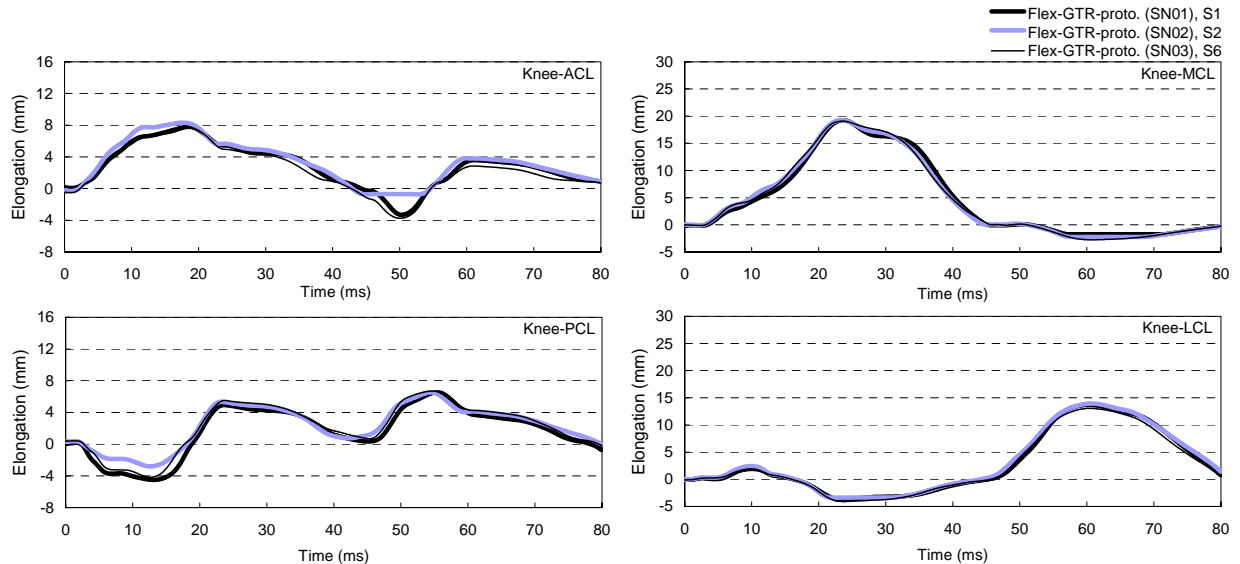 Flex-GTR-proto. (SN01), S1
Flex-GTR-proto. (SN02), S2
Flex-GTR-proto. (SN03), S6
Knee-ACL
Elongation (mm)
16
12
8
4
0
-4
-8
0 10 20 30 40 50 60 70 80
Time (ms)
Knee-MCL
Elongation (mm)
30
25
20
15
10
5
0
-5
0 10 20 30 40 50 60 70 80
Time (ms)
Knee-PCL
Elongation (mm)
16
12
8
4
0
-4
-8
0 10 20 30 40 50 60 70 80
Time (ms)
Knee-LCL
Elongation (mm)
30
25
20
15
10
5
0
-5
0 10 20 30 40 50 60 70 80
Time (ms)